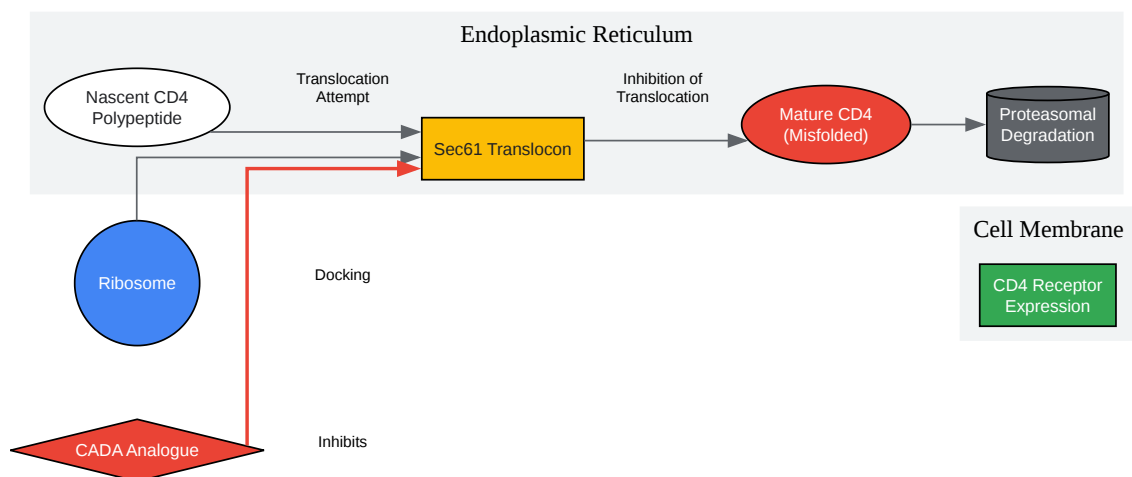 Endoplasmic Reticulum
Nascent CD4
Polypeptide
Translocation
Attempt
Sec61 Translocon
Inhibition of
Translocation
Mature CD4
(Misfolded)
Proteasomal
Degradation
Cell Membrane
CD4 Receptor
Expression
Ribosome
Docking
CADA Analogue
Inhibits